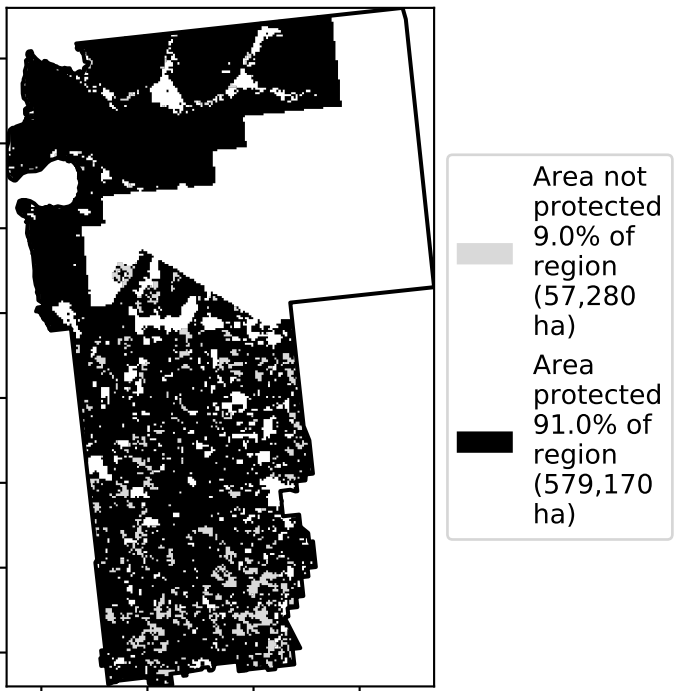 Area not
protected
9.0% of
region
(57,280
ha)
Area
protected
91.0% of
region
(579,170
ha)